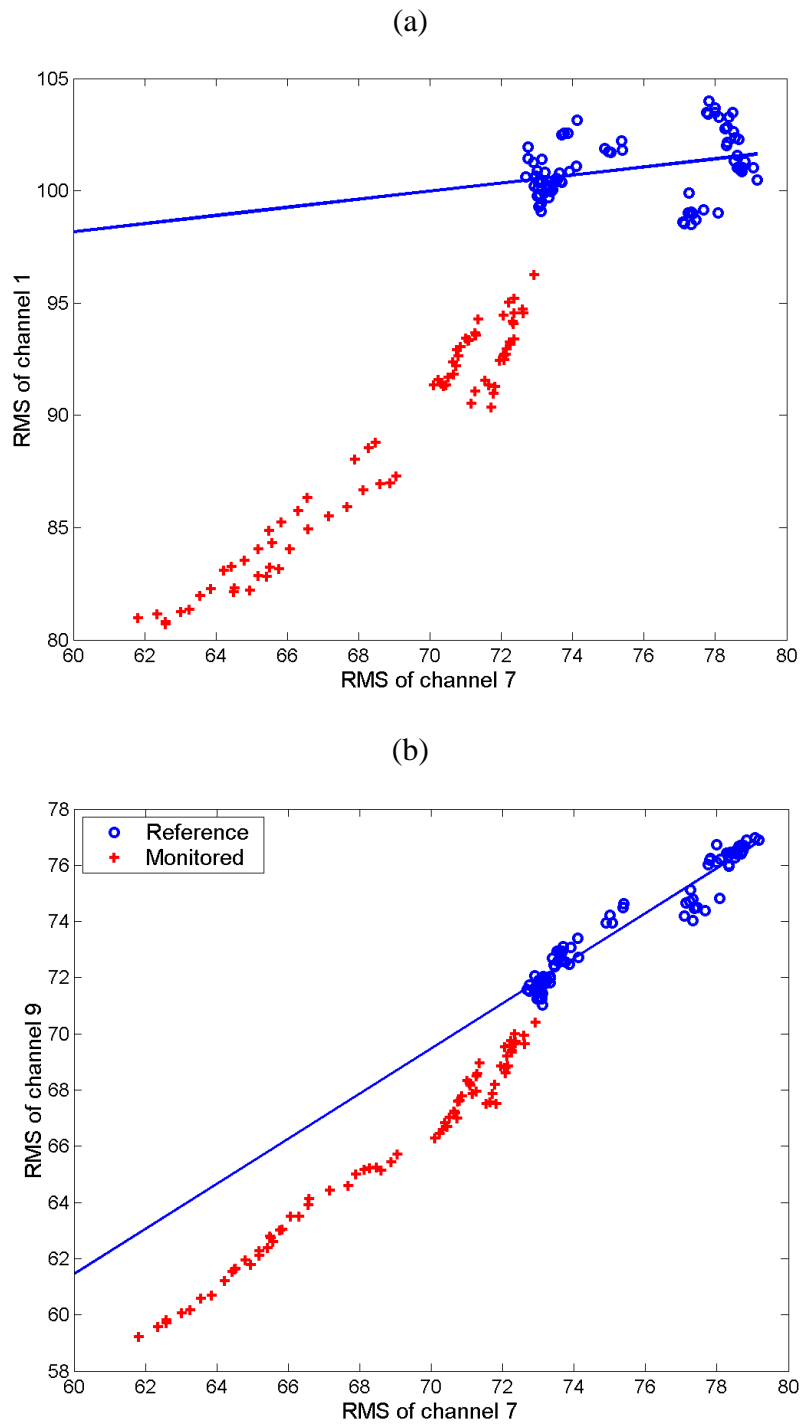 (a)
105
100
95
90
85
80
RMS of channel 1
60 62 64 66 68 70 72 74 76 78 80
RMS of channel 7
(b)
78
76
74
72
70
68
66
64
62
60
58
Reference
Monitored
RMS of channel 9
60 62 64 66 68 70 72 74 76 78 80
RMS of channel 7